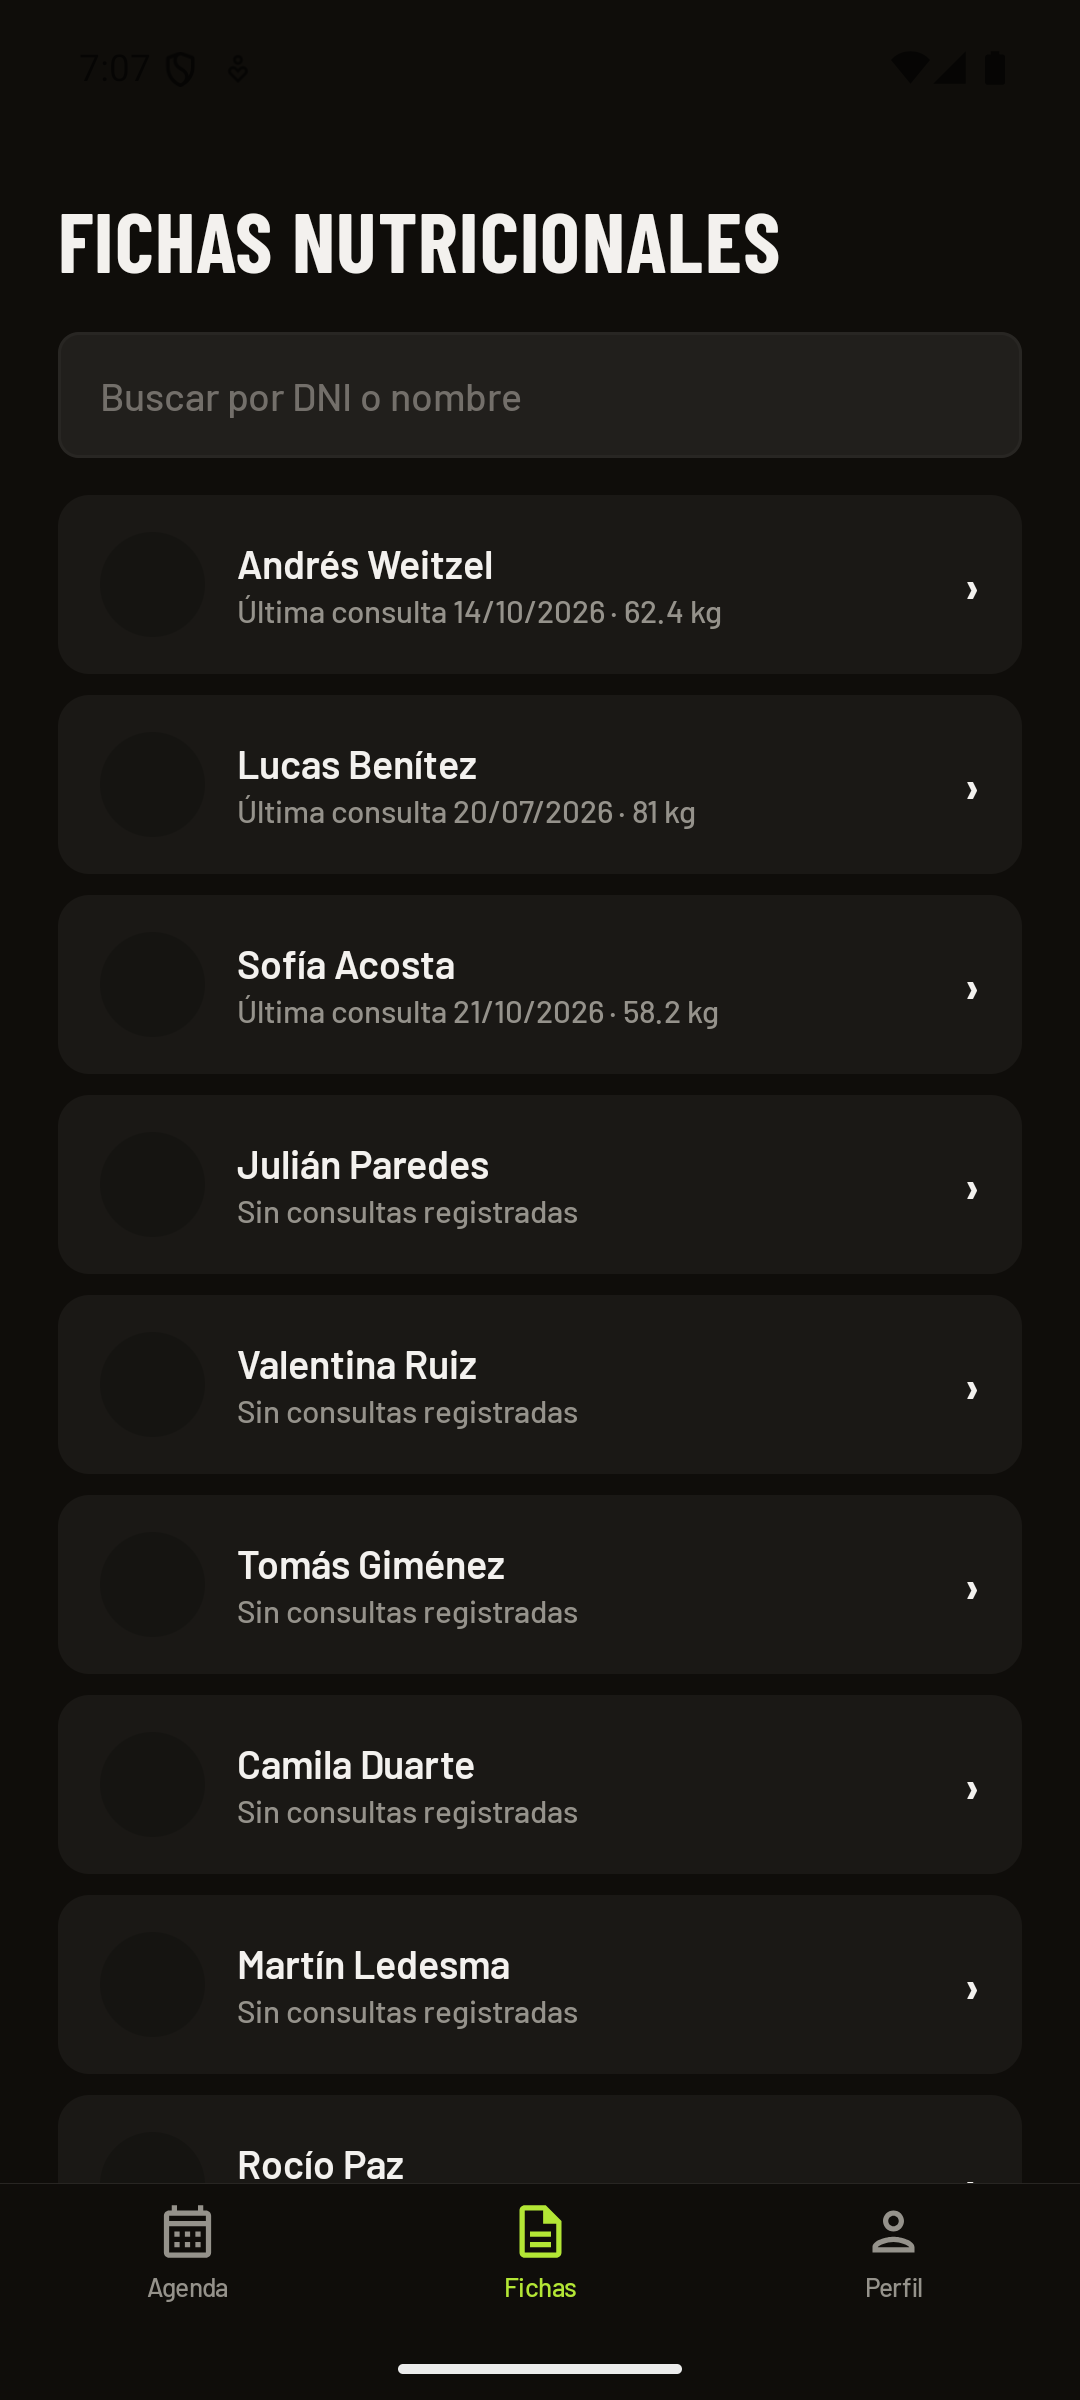 7:07
FICHAS NUTRICIONALES
Buscar por DNI o nombre
Andrés Weitzel
Última consulta 14/10/2026 · 62.4 kg
›
Lucas Benítez
Última consulta 20/07/2026 · 81 kg
›
Sofía Acosta
Última consulta 21/10/2026 · 58.2 kg
›
Julián Paredes
Sin consultas registradas
›
Valentina Ruiz
Sin consultas registradas
›
Tomás Giménez
Sin consultas registradas
›
Camila Duarte
Sin consultas registradas
›
Martín Ledesma
Sin consultas registradas
›
Rocío Paz
Agenda
Fichas
Perfil